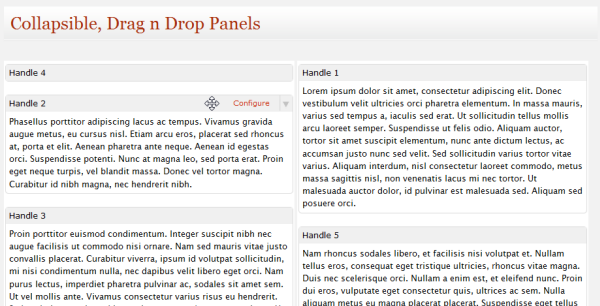 Collapsible, Drag n Drop Panels
Handle 4
Handle 2
Configure
Phasellus porttitor adipiscing lacus ac tempus. Vivamus gravida
augue metus, eu cursus nisl. Etiam arcu eros, placerat sed rhoncus
at, porta et elit. Aenean pharetra ante neque. Aenean id egestas
orci. Suspendisse potenti. Nunc at magna leo, sed porta erat. Proin
eget neque turpis, vel blandit massa. Donec vel tortor magna.
Curabitur id nibh magna, nec hendrerit nibh.
Handle 3
Proin porttitor euismod condimentum. Integer suscipit nibh nec
augue facilisis ut commodo nisi ornare. Nam sed mauris vitae justo
convallis placerat. Curabitur viverra, ipsum id volutpat sollicitudin,
mi nisi condimentum nulla, nec dapibus velit libero eget orci. Nam
purus lectus, imperdiet pharetra pulvinar ac, sodales sit amet sem.
Ut vel mollis ante. Vivamus consectetur varius risus eu hendrerit.
Handle 1
Lorem ipsum dolor sit amet, consectetur adipiscing elit. Donec
vestibulum velit ultricies orci pharetra elementum. In massa mauris,
varius sed tempus a, iaculis sed erat. Ut sollicitudin tellus mollis
arcu laoreet semper. Suspendisse ut felis odio. Aliquam auctor,
tortor sit amet suscipit elementum, nunc ante dictum lectus, ac
accumsan justo nunc sed velit. Sed sollicitudin varius tortor vitae
varius. Aliquam interdum, nisl consectetur laoreet commodo, metus
massa sagittis nisl, non venenatis lacus mi nec tortor. Ut
malesuada auctor dolor, id pulvinar est malesuada sed. Aliquam sed
posuere orci.
Handle 5
Nam rhoncus sodales libero, et facilisis nisi volutpat et. Nullam
tellus eros, consequat eget tristique ultricies, rhoncus vitae magna.
Duis nec scelerisque orci. Nullam a enim est, et eleifend nunc. Proin
dui eros, vulputate eget consectetur quis, ultrices ac sem. Nulla
aliquam metus eu magna placerat placerat. Suspendisse eget tellus